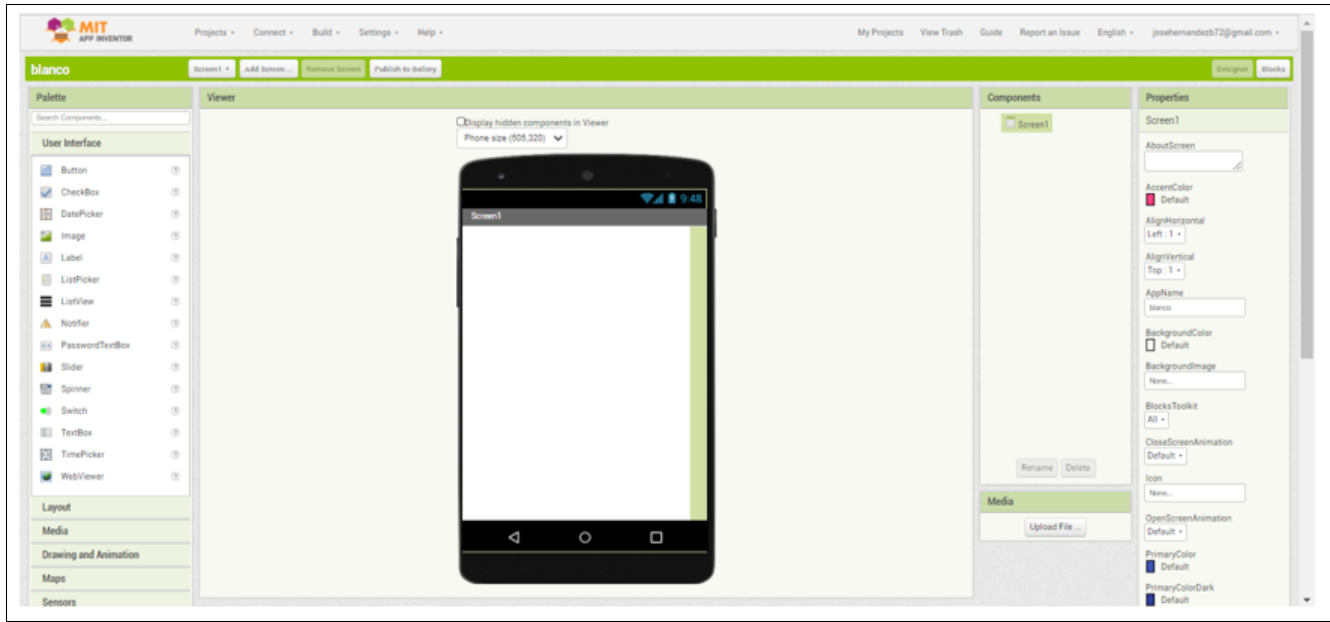 MIT
APP INVENTOR
Projects Connect Build Settings Help
My Projects View Trash Guide Report an Issue English josehernandezb72@gmail.com
blanco
Screen1 Add Screen ... Remove Screen Publish to Gallery
Designer Blocks
Palette
Search Components...
User Interface
Button
CheckBox
DatePicker
Image
Label
ListPicker
ListView
Notifier
PasswordTextBox
Slider
Spinner
Switch
TextBox
TimePicker
WebViewer
Layout
Media
Drawing and Animation
Maps
Sensors
Viewer
Display hidden components in Viewer
Phone size (505,320)
9:48
Screen1
Components
Screen1
Rename Delete
Media
Upload File ...
Properties
Screen1
AboutScreen
AccentColor
Default
AlignHorizontal
Left : 1
AlignVertical
Top : 1
AppName
blanco
BackgroundColor
Default
BackgroundImage
None...
BlocksToolkit
All
CloseScreenAnimation
Default
Icon
None...
OpenScreenAnimation
Default
PrimaryColor
Default
PrimaryColorDark
Default